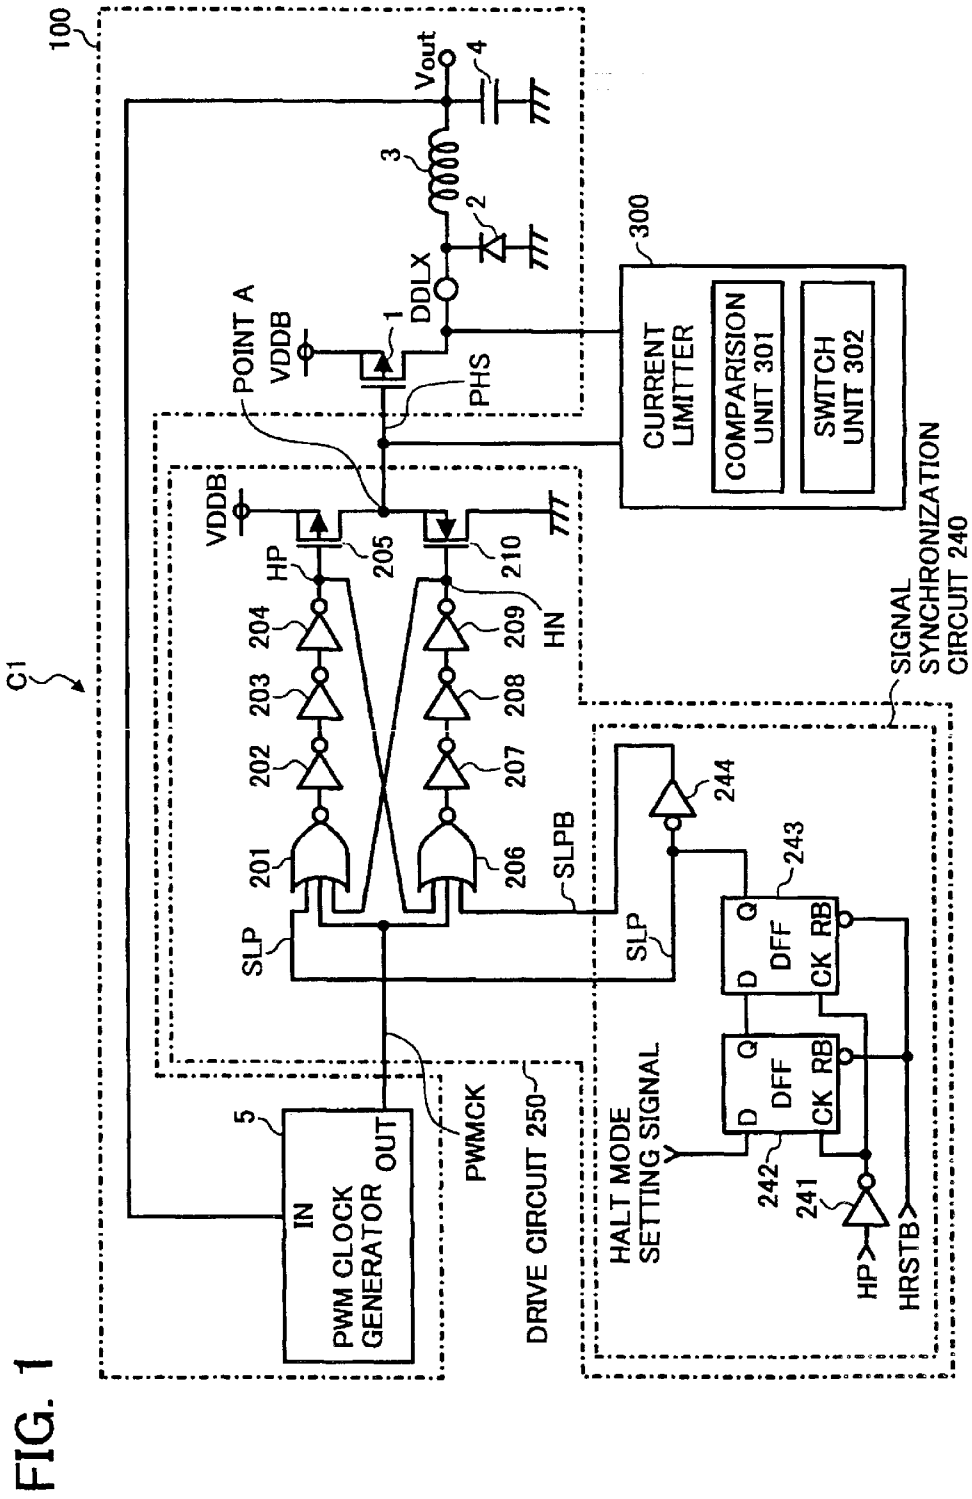 FIG. 1
C1
100
5
IN
PWM CLOCK
GENERATOR
OUT
PWMCK
DRIVE CIRCUIT 250
SLP
201
202
203
204
HP
VDDB
205
POINT A
VDDB
1
PHS
DDLX
2
3
4
Vout
206
207
208
209
HN
210
SLPB
SLP
244
CURRENT
LIMITTER
300
COMPARISION
UNIT 301
SWITCH
UNIT 302
SIGNAL
SYNCHRONIZATION
CIRCUIT 240
HALT MODE
SETTING SIGNAL
D
Q
DFF
CK
RB
242
D
Q
DFF
CK
RB
243
241
HP
HRSTB